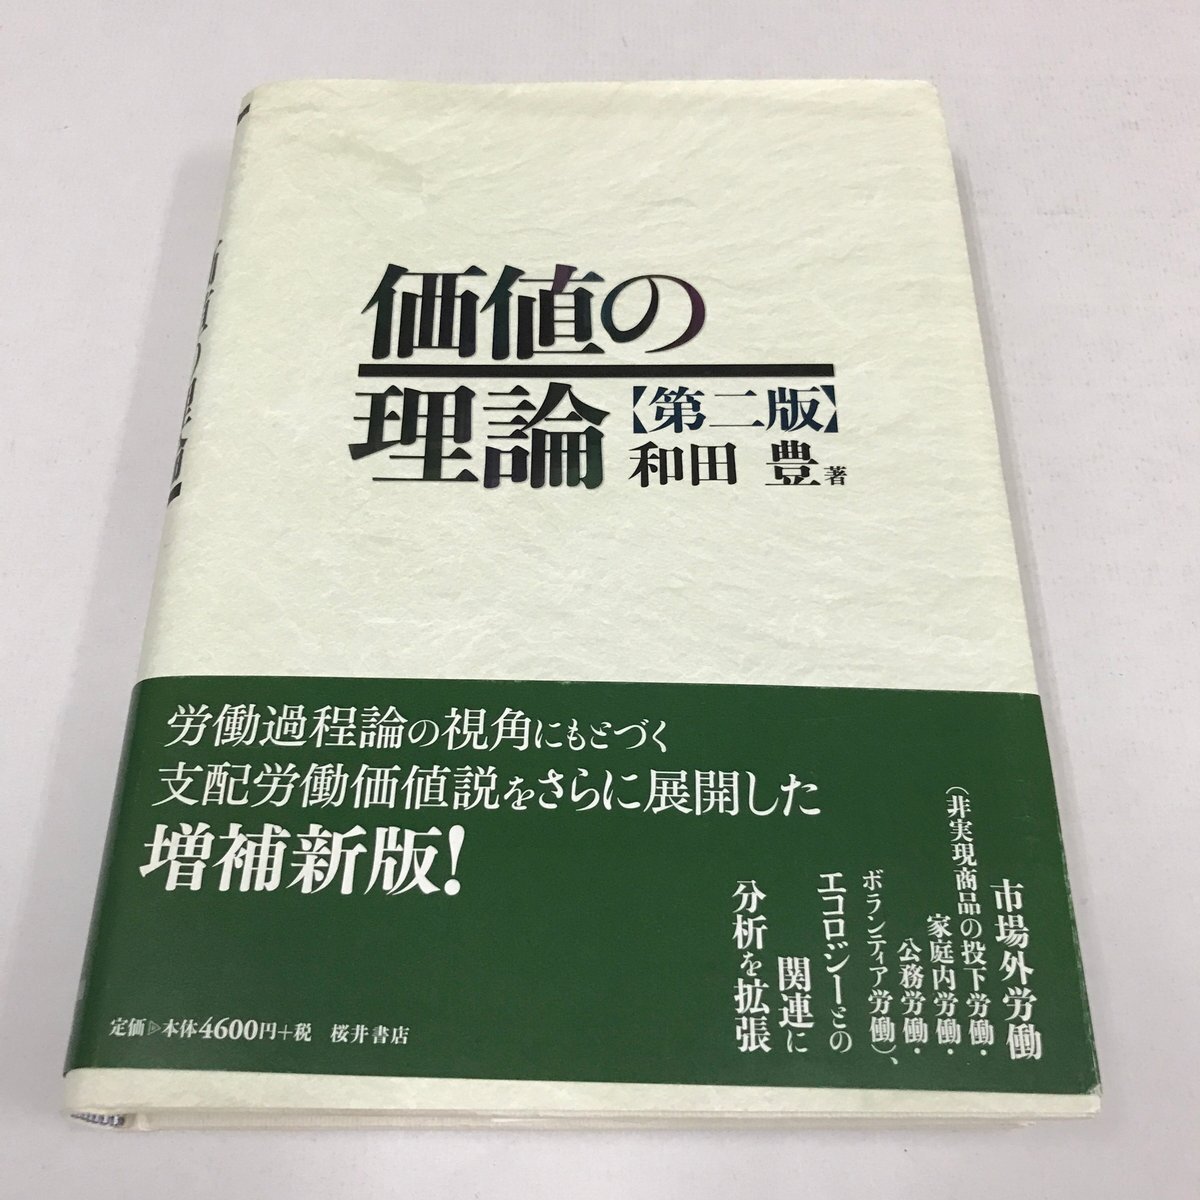 価値の
理論
【第二版】
和田 豊 著
価値の理論
労働過程論の視角にもとづく
支配労働価値説をさらに展開した
増補新版!
市場外労働
(非実現商品の投下労働・
家庭内労働・
公務労働・
ボランティア労働)、
エコロジーとの
関連に
分析を拡張
定価▷本体4600円+税 桜井書店